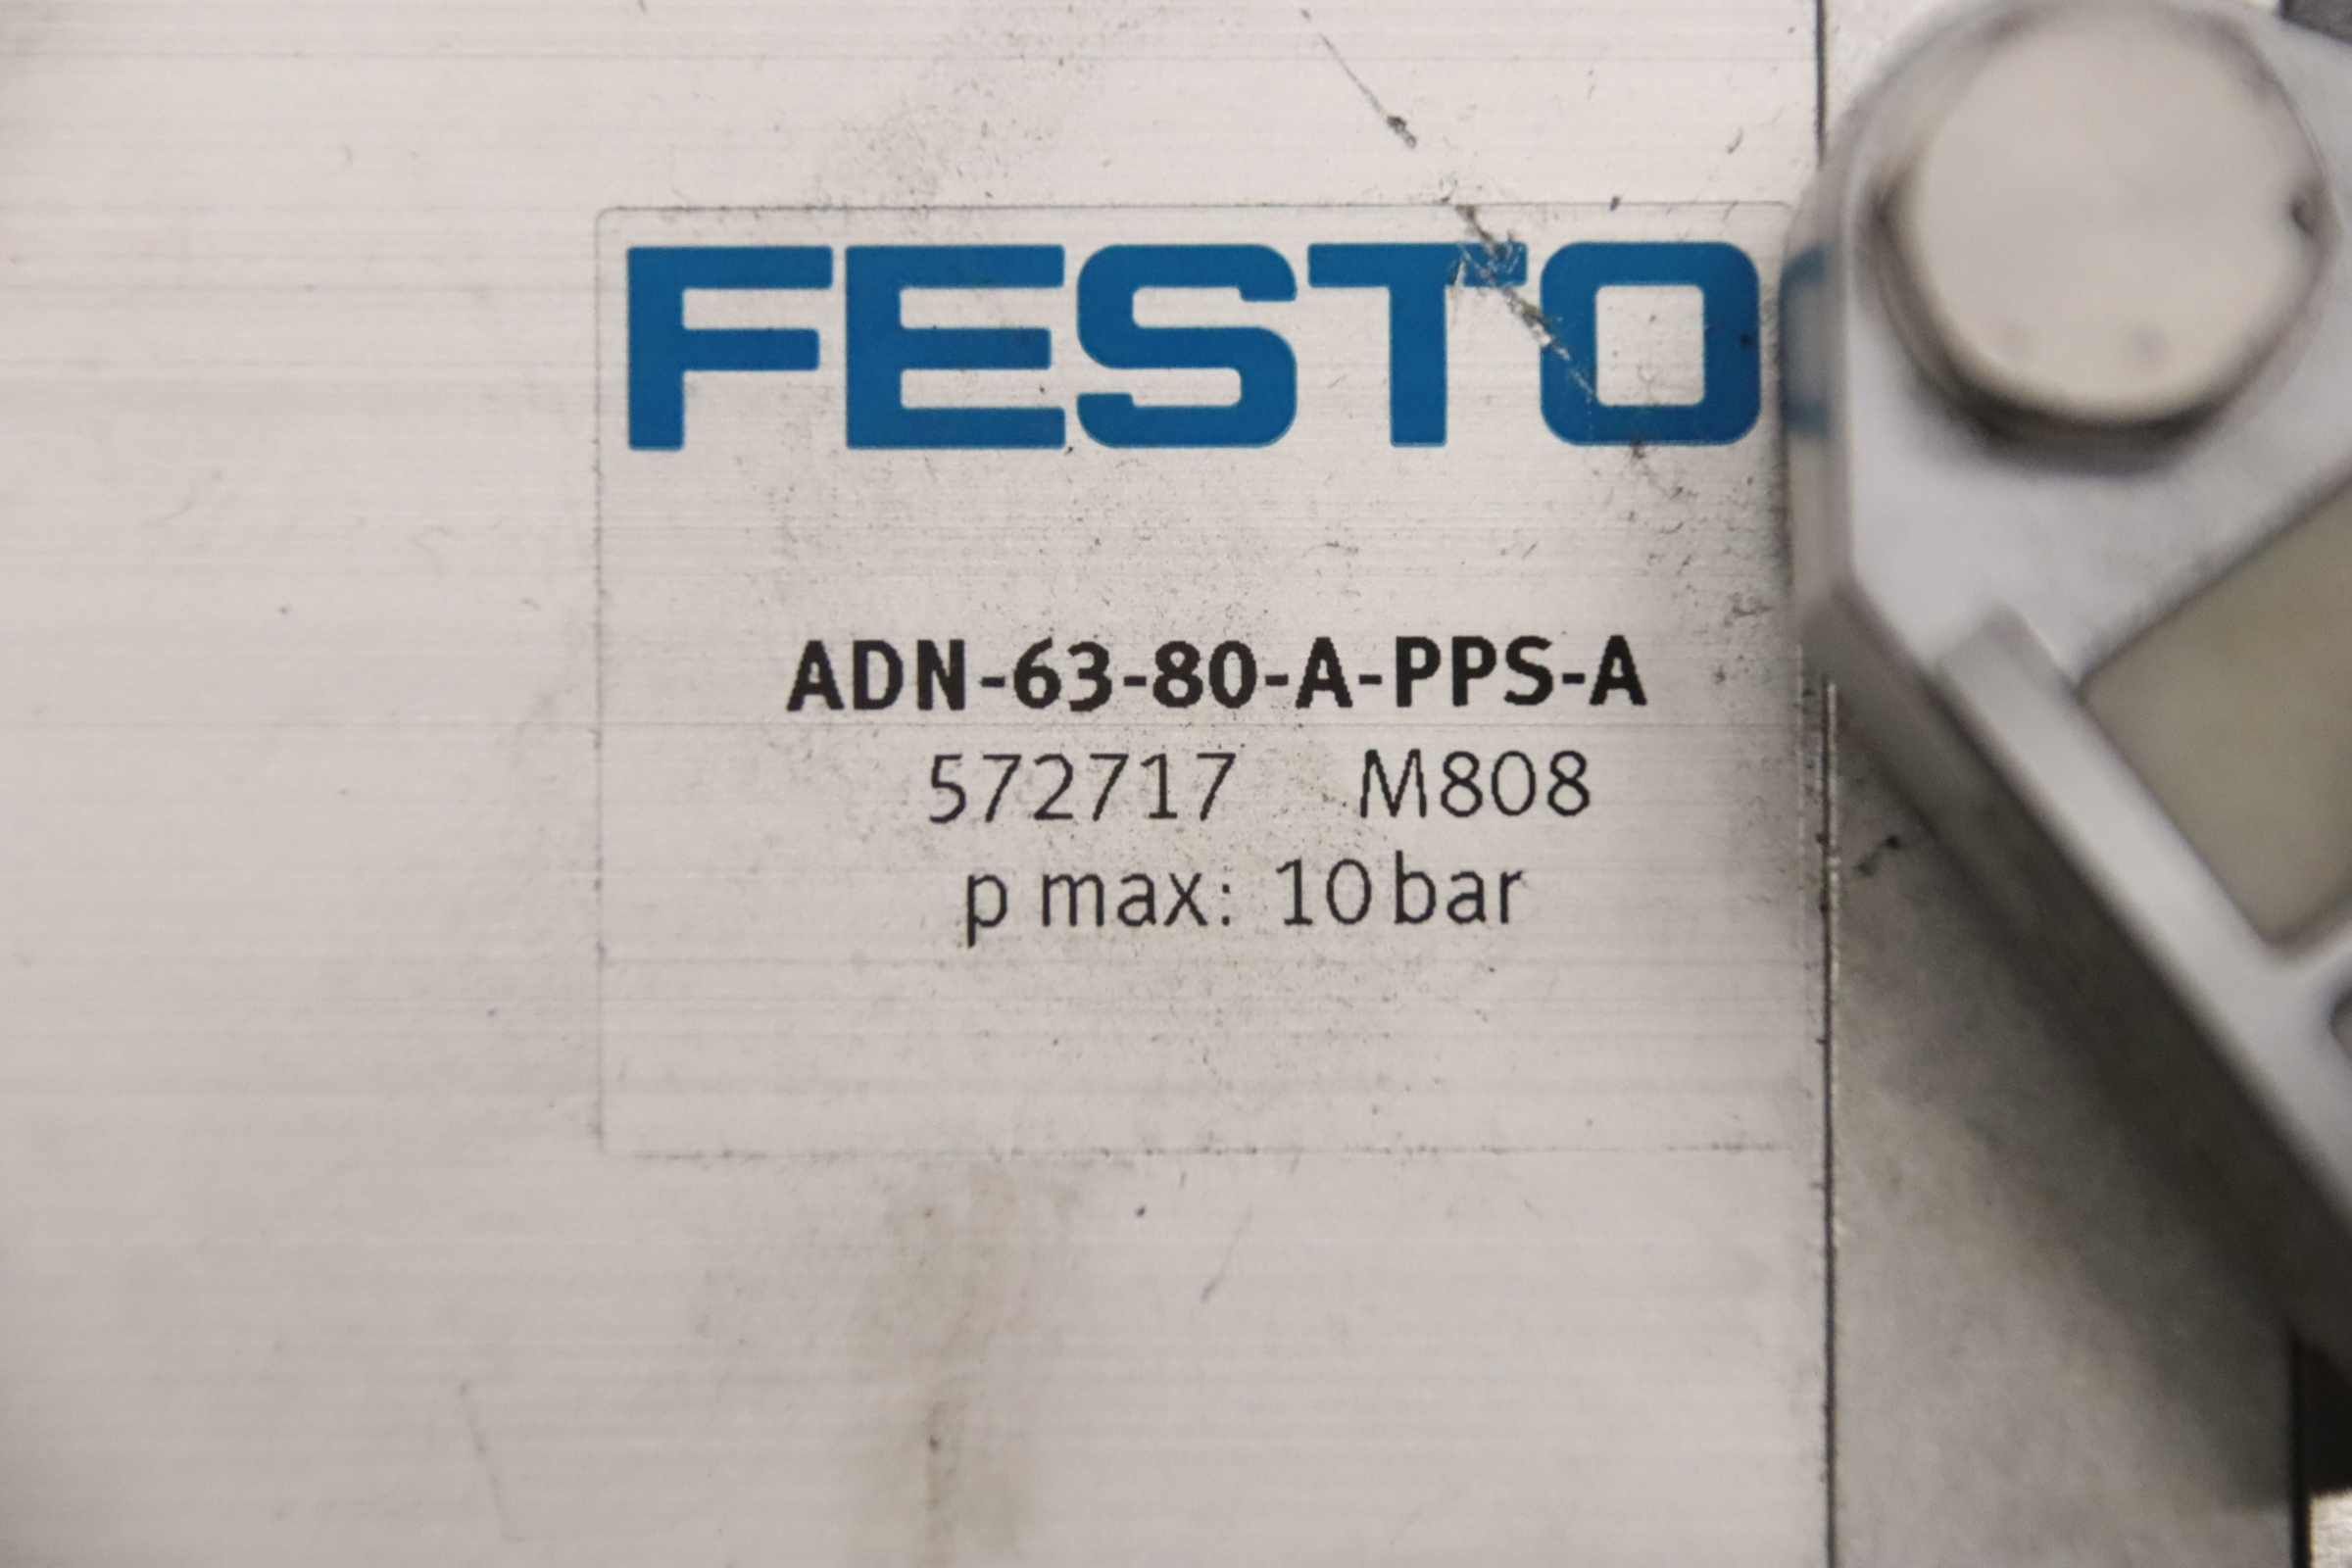 FESTO
ADN-63-80-A-PPS-A
572717 M808
p max: 10 bar